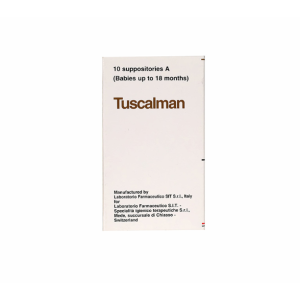 10 suppositories A
(Babies up to 18 months)
Tuscalman
Manufactured by
Laboratorio Farmaceutico SIT S.r.l., Italy
for
Laboratorio Farmaceutico S.I.T. -
Specialità igienico terapeutiche S.r.l.,
Mede, succursale di Chiasso -
Switzerland